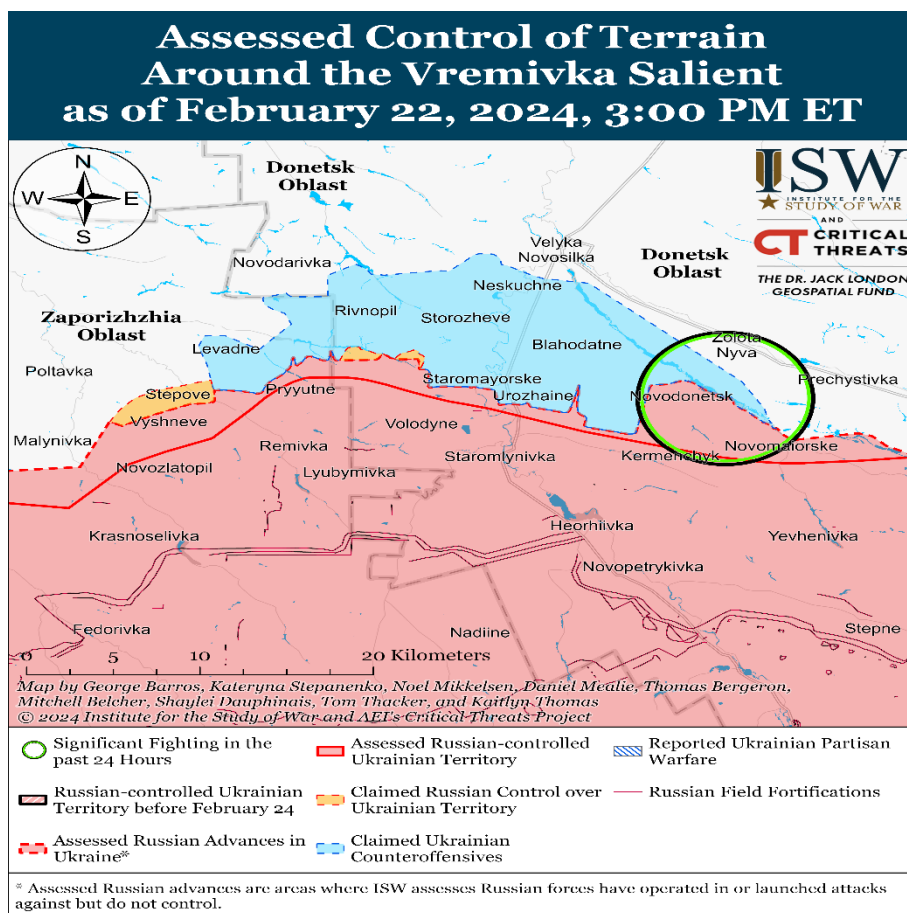 Assessed Control of Terrain
Around the Vremivka Salient
as of February 22, 2024, 3:00 PM ET
N
W
E
S
Donetsk
Oblast
ISW
INSTITUTE FOR THE
STUDY OF WAR
AND
CT CRITICAL
THREATS
THE DR. JACK LONDON
GEOSPATIAL FUND
Velyka
Novosilka
Donetsk
Oblast
Novodarivka
Neskuchne
Zaporizhzhia
Oblast
Rivnopil
Storozheve
Levadne
Blahodatne
Zolota
Nyva
Poltavka
Prechystivka
Stepove
Pryyutne
Staromayorske
Urozhaine
Novodonetsk
Vyshneve
Malynivka
Volodyne
Remivka
Novomaiorske
Staromlynivka
Kermenchyk
Novozlatopil
Lyubymivka
Krasnoselivka
Heorhiivka
Yevhenivka
Novopetrykivka
Fedorivka
Nadiine
Stepne
0 5 10 20 Kilometers
Map by George Barros, Kateryna Stepanenko, Noel Mikkelsen, Daniel Mealie, Thomas Bergeron,
Mitchell Belcher, Shaylei Dauphinais, Tom Thacker, and Kaitlyn Thomas
© 2024 Institute for the Study of War and AEI's Critical Threats Project
Significant Fighting in the
past 24 Hours
Russian-controlled Ukrainian
Territory before February 24
Assessed Russian Advances in
Ukraine*
Assessed Russian-controlled
Ukrainian Territory
Claimed Russian Control over
Ukrainian Territory
Claimed Ukrainian
Counteroffensives
Reported Ukrainian Partisan
Warfare
Russian Field Fortifications
* Assessed Russian advances are areas where ISW assesses Russian forces have operated in or launched attacks
against but do not control.